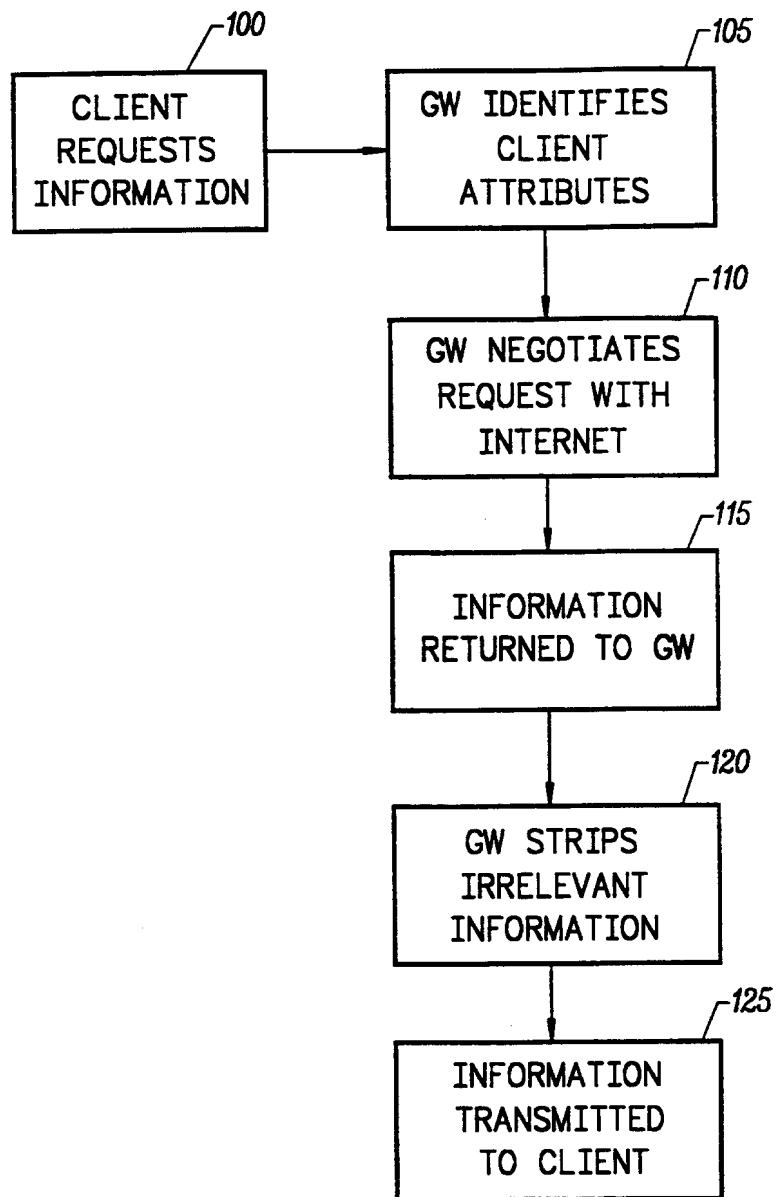 100
CLIENT
REQUESTS
INFORMATION
105
GW IDENTIFIES
CLIENT
ATTRIBUTES
110
GW NEGOTIATES
REQUEST WITH
INTERNET
115
INFORMATION
RETURNED TO GW
120
GW STRIPS
IRRELEVANT
INFORMATION
125
INFORMATION
TRANSMITTED
TO CLIENT